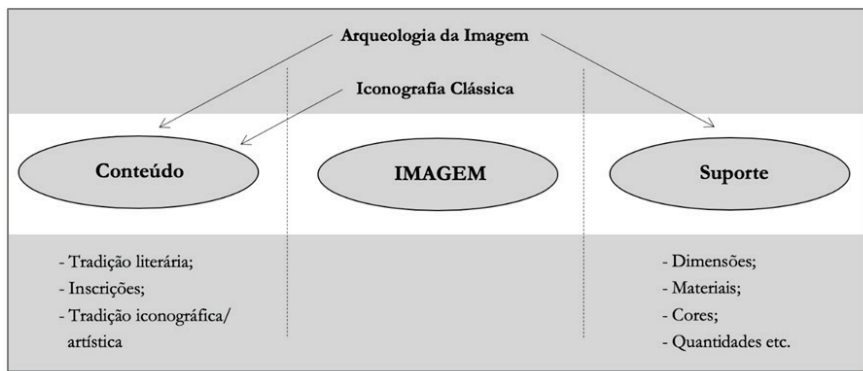 Arqueologia da Imagem
Iconografia Clássica
Conteúdo
IMAGEM
Suporte
- Tradição literária;
- Inscrições;
- Tradição iconográfica/
artística
- Dimensões;
- Materiais;
- Cores;
- Quantidades etc.